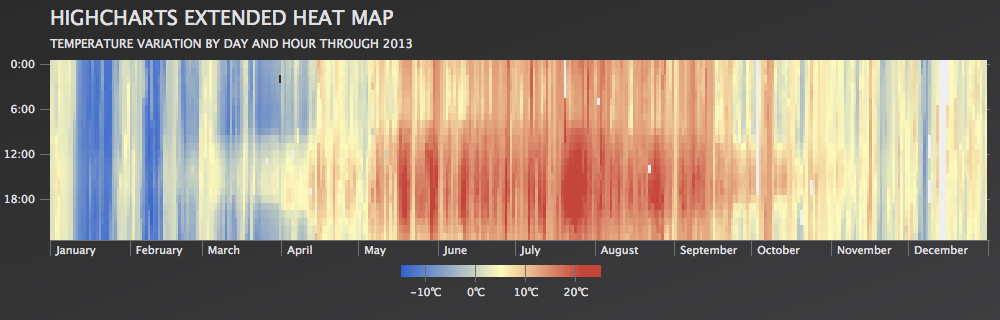 HIGHCHARTS EXTENDED HEAT MAP
TEMPERATURE VARIATION BY DAY AND HOUR THROUGH 2013
0:00
6:00
12:00
18:00
January February March April May June July August September October November December
-10℃ 0℃ 10℃ 20℃